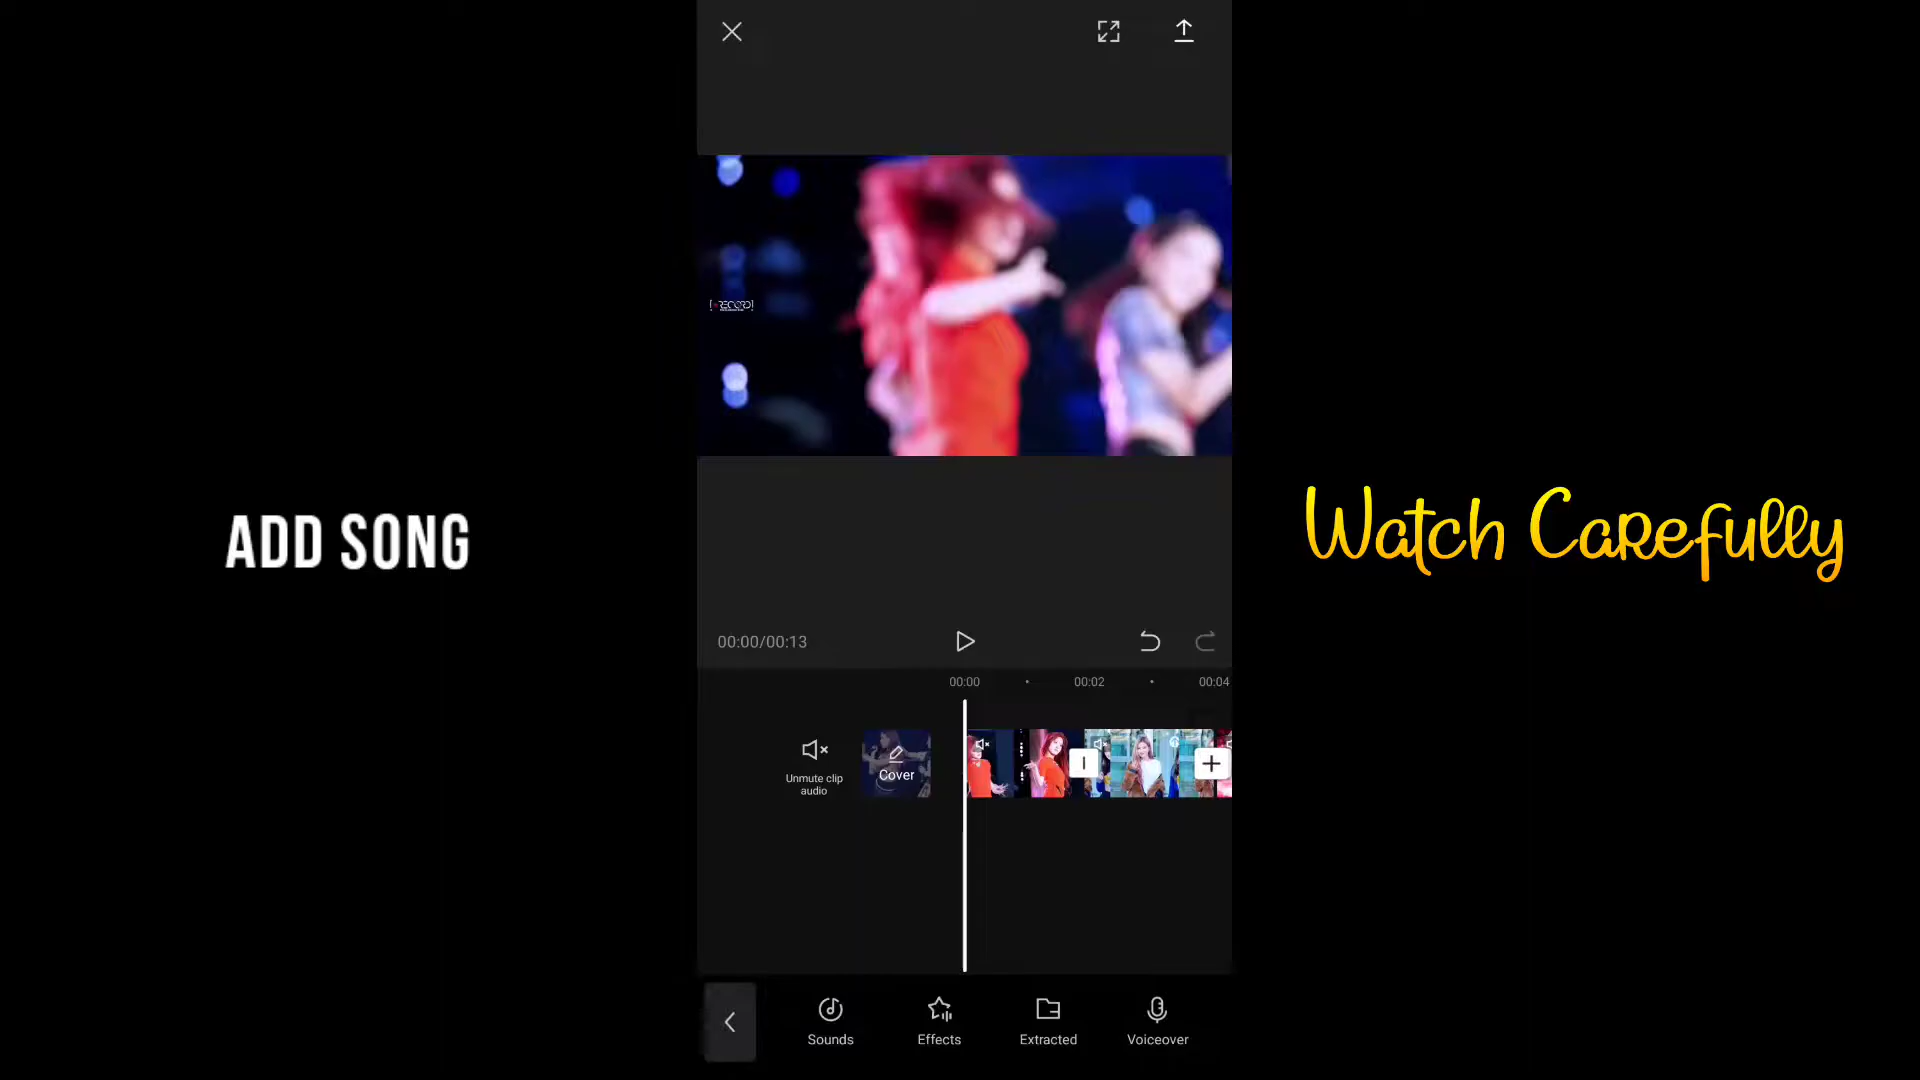 [·RECORD]
ADD SONG
Watch Carefully
00:00/00:13
00:00
00:02
00:04
Unmute clip
audio
Cover
Sounds
Effects
Extracted
Voiceover